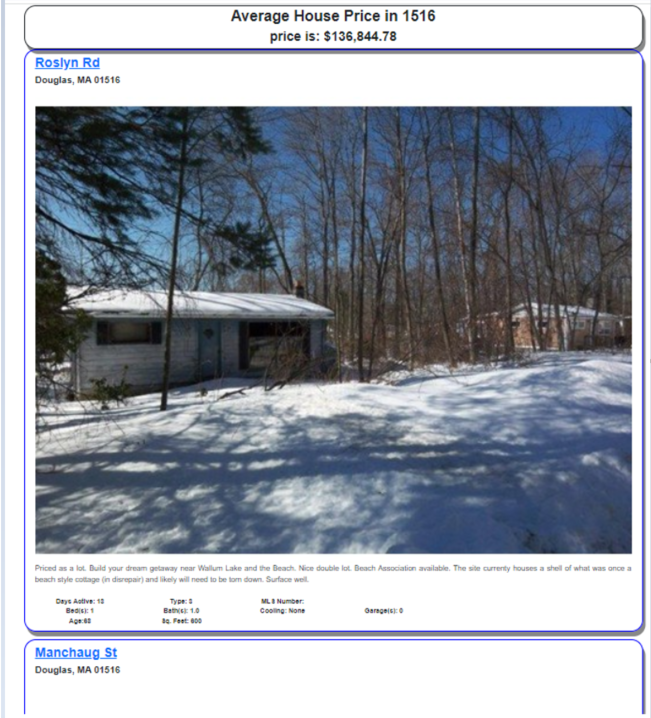 Average House Price in 1516
price is: $136,844.78
Roslyn Rd
Douglas, MA 01516
Priced as a lot. Build your dream getaway near Wallum Lake and the Beach. Nice double lot. Beach Association available. The site currenty houses a shell of what was once a
beach style cottage (in disrepair) and likely will need to be torn down. Surface well.
Days Active: 13 Type: S MLS Number:
Bed(s): 1 Bath(s): 1.0 Cooling: None Garage(s): 0
Sq. Feet: 600
Manchaug St
Douglas, MA 01516